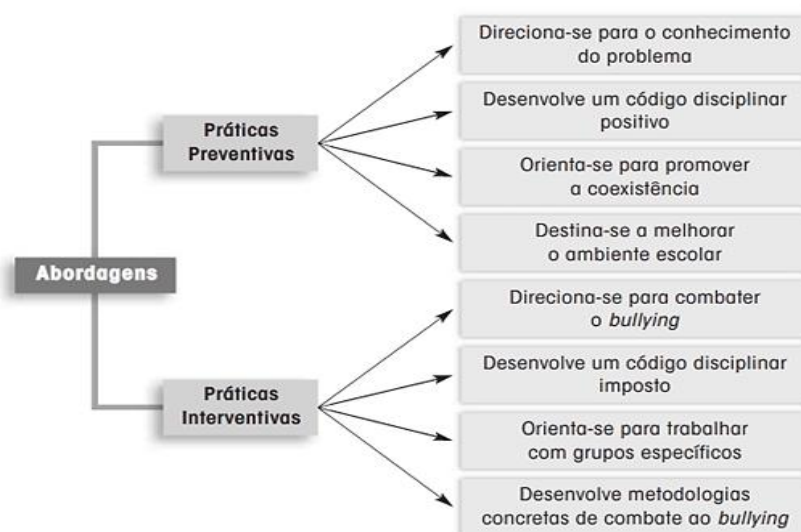 Abordagens
Práticas
Preventivas
Direciona-se para o conhecimento
do problema
Desenvolve um código disciplinar
positivo
Orienta-se para promover
a coexistência
Destina-se a melhorar
o ambiente escolar
Práticas
Interventivas
Direciona-se para combater
o bullying
Desenvolve um código disciplinar
imposto
Orienta-se para trabalhar
com grupos específicos
Desenvolve metodologias
concretas de combate ao bullying